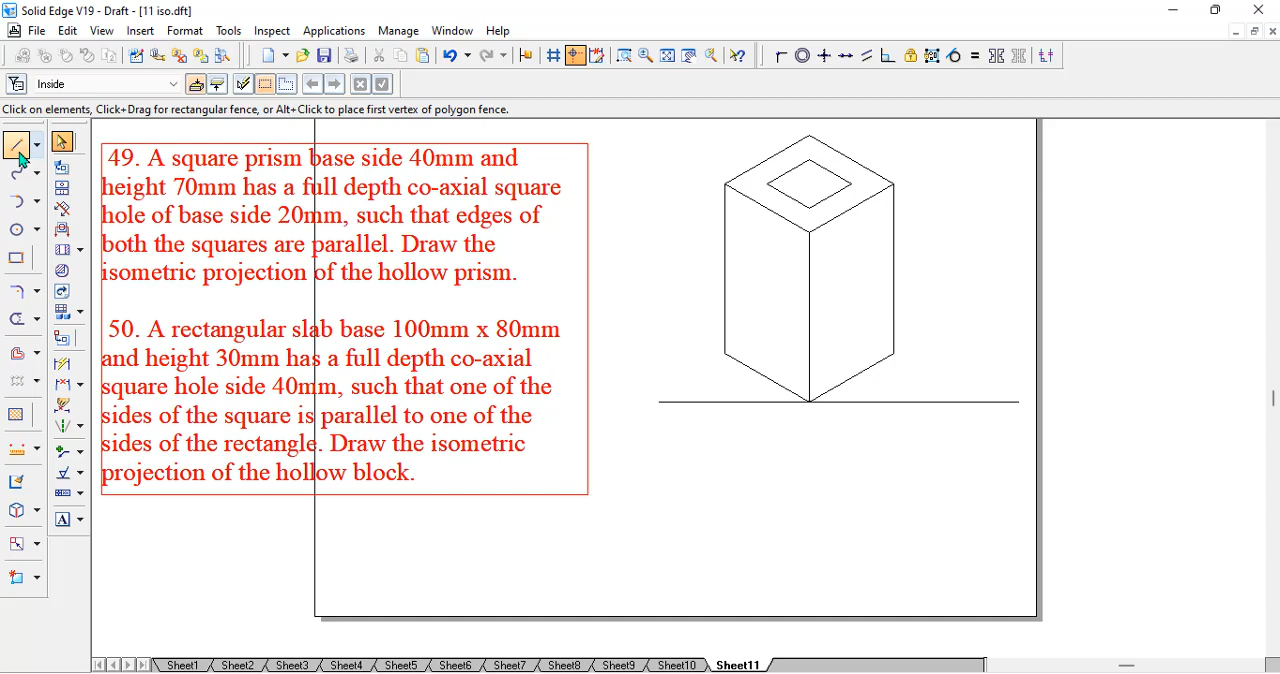 Solid Edge V19 - Draft - [11 iso.dft]
File Edit View Insert Format Tools Inspect Applications Manage Window Help
Inside
Click on elements, Click+Drag for rectangular fence, or Alt+Click to place first vertex of polygon fence.
49. A square prism base side 40mm and
height 70mm has a full depth co-axial square
hole of base side 20mm, such that edges of
both the squares are parallel. Draw the
isometric projection of the hollow prism.
50. A rectangular slab base 100mm x 80mm
and height 30mm has a full depth co-axial
square hole side 40mm, such that one of the
sides of the square is parallel to one of the
sides of the rectangle. Draw the isometric
projection of the hollow block.
A
Sheet1 Sheet2 Sheet3 Sheet4 Sheet5 Sheet6 Sheet7 Sheet8 Sheet9 Sheet10 Sheet11